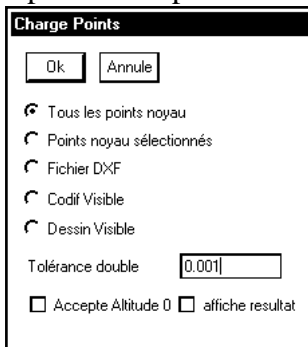 Charge Points
Ok Annule
Tous les points noyau
Points noyau sélectionnés
Fichier DXF
Codif Visible
Dessin Visible
Tolérance double 0.001
Accepte Altitude 0 affiche resultat